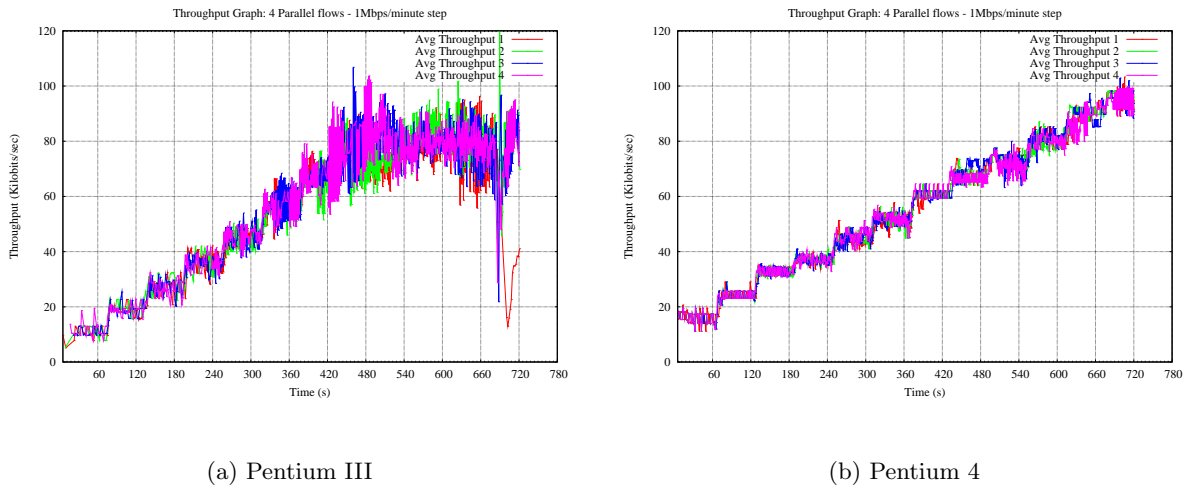 Throughput Graph: 4 Parallel flows - 1Mbps/minute step
120
100
80
60
40
20
0
Throughput (Kilobits/sec)
Avg Throughput 1
Avg Throughput 2
Avg Throughput 3
Avg Throughput 4
60 120 180 240 300 360 420 480 540 600 660 720 780
Time (s)
(a) Pentium III
Throughput Graph: 4 Parallel flows - 1Mbps/minute step
120
100
80
60
40
20
0
Throughput (Kilobits/sec)
Avg Throughput 1
Avg Throughput 2
Avg Throughput 3
Avg Throughput 4
60 120 180 240 300 360 420 480 540 600 660 720 780
Time (s)
(b) Pentium 4